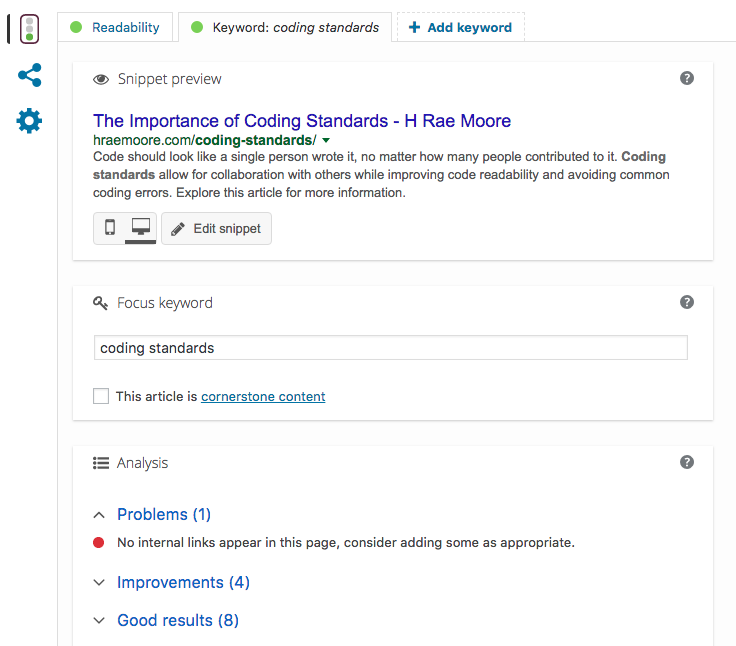 Readability
Keyword: coding standards
+ Add keyword
Snippet preview
?
The Importance of Coding Standards - H Rae Moore
hraemoore.com/coding-standards/
Code should look like a single person wrote it, no matter how many people contributed to it. Coding
standards allow for collaboration with others while improving code readability and avoiding common
coding errors. Explore this article for more information.
Edit snippet
Focus keyword
?
coding standards
This article is cornerstone content
Analysis
?
Problems (1)
No internal links appear in this page, consider adding some as appropriate.
Improvements (4)
Good results (8)